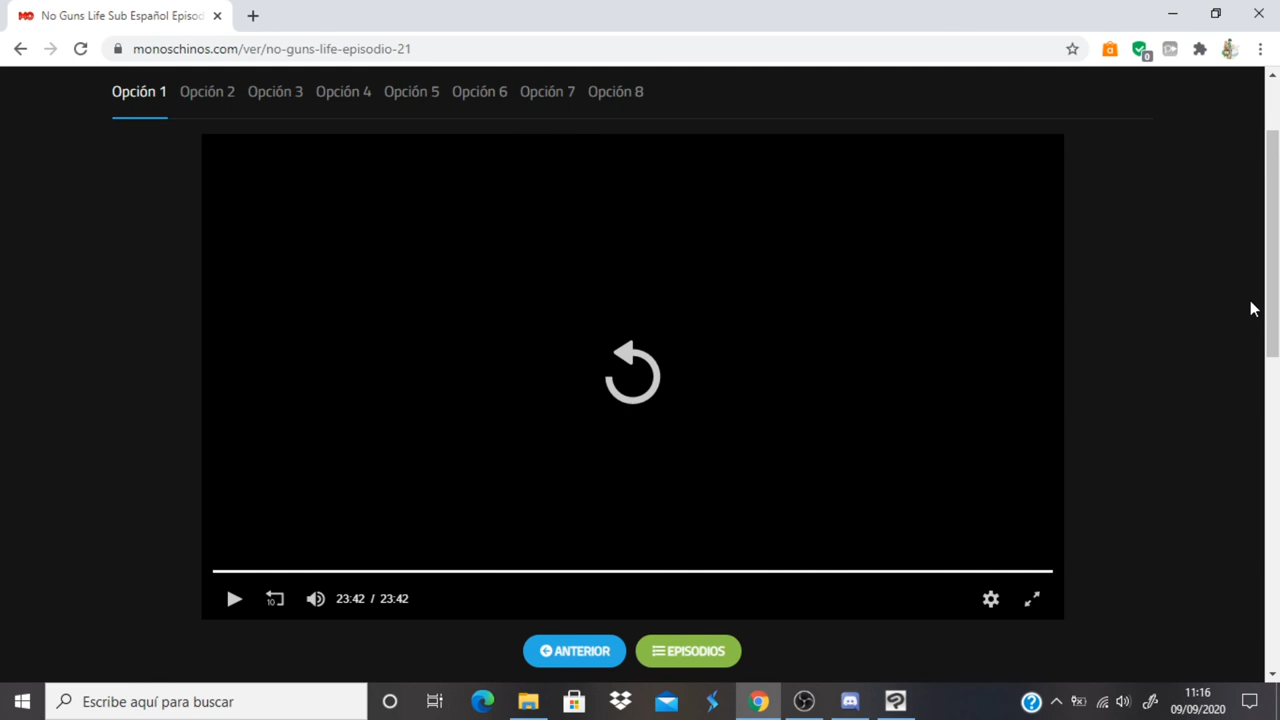 No Guns Life Sub Español Episod
monoschinos.com/ver/no-guns-life-episodio-21
0
Opción 1 Opción 2 Opción 3 Opción 4 Opción 5 Opción 6 Opción 7 Opción 8
10
23:42 / 23:42
ANTERIOR EPISODIOS
Escribe aquí para buscar
11:16
09/09/2020